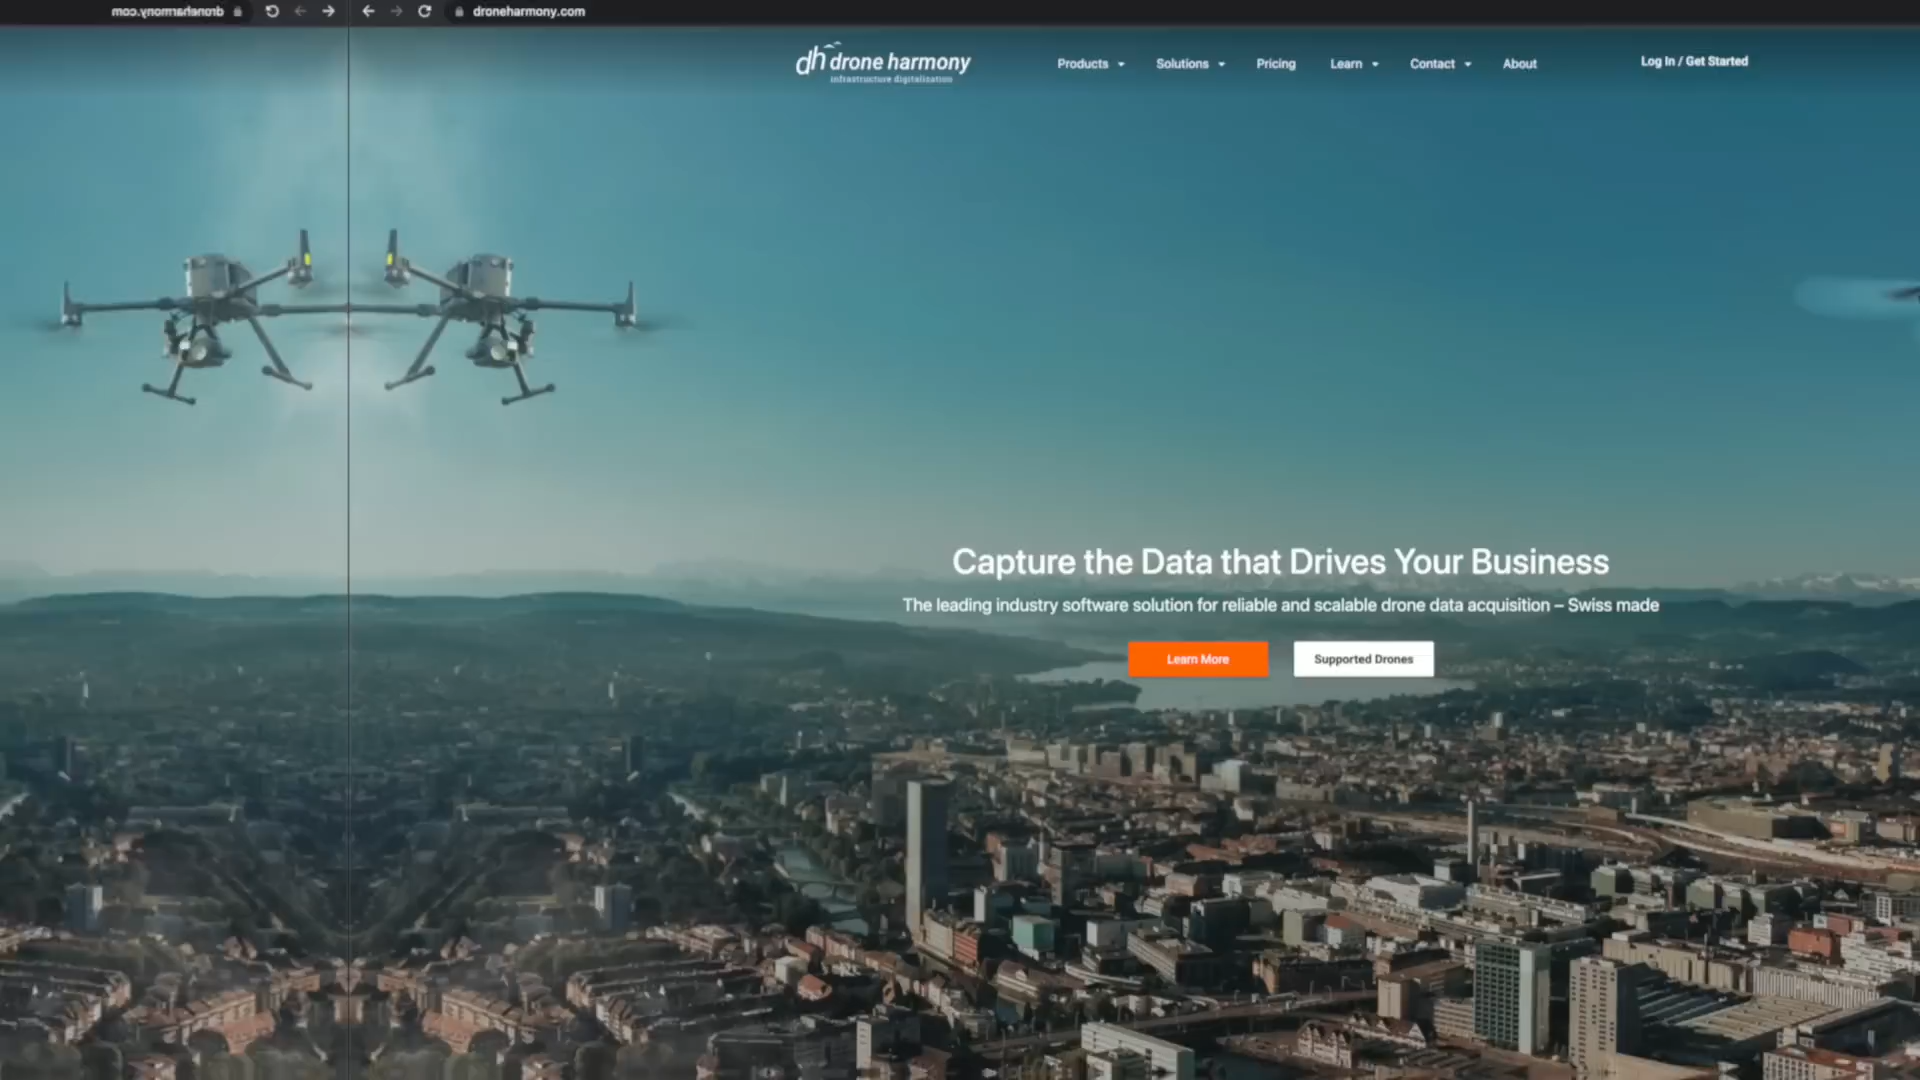 droneharmony.com
droneharmony.com
dh drone harmony
infrastructure digitalization
Products
Solutions
Pricing
Learn
Contact
About
Log In / Get Started
Capture the Data that Drives Your Business
The leading industry software solution for reliable and scalable drone data acquisition – Swiss made
Learn More
Supported Drones